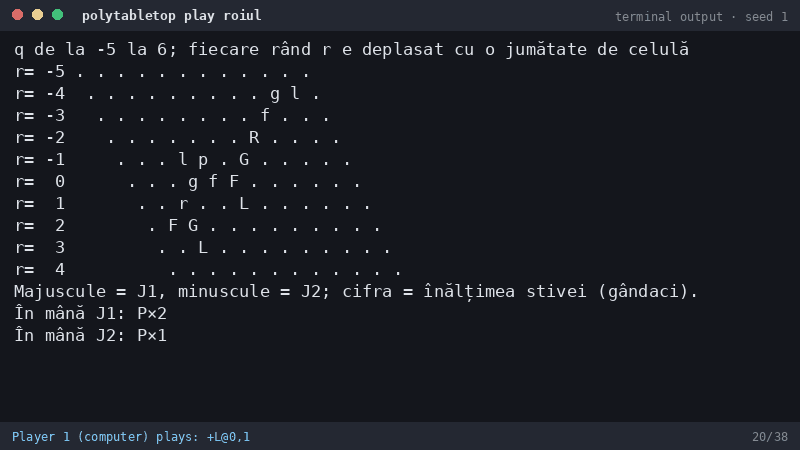 polytabletop play roiul
terminal output · seed 1
q de la -5 la 6; fiecare rând r e deplasat cu o jumătate de celulă
r= -5 . . . . . . . . . . . .
r= -4  . . . . . . . . . g l .
r= -3   . . . . . . . . f . . .
r= -2    . . . . . . . R . . . .
r= -1     . . . l p . G . . . . .
r=  0      . . . g f F . . . . . .
r=  1       . . r . . L . . . . . .
r=  2        . F G . . . . . . . . .
r=  3         . . L . . . . . . . . .
r=  4          . . . . . . . . . . . .
Majuscule = J1, minuscule = J2; cifra = înălțimea stivei (gândaci).
În mână J1: P×2
În mână J2: P×1
Player 1 (computer) plays: +L@0,1
20/38